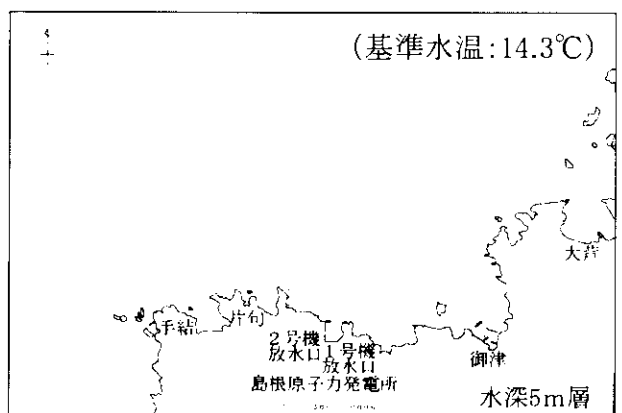 (基準水温:14.3℃)
大芦
手結
片句
2号機
放水口
1号機
放水口
御津
島根原子力発電所
水深5m層